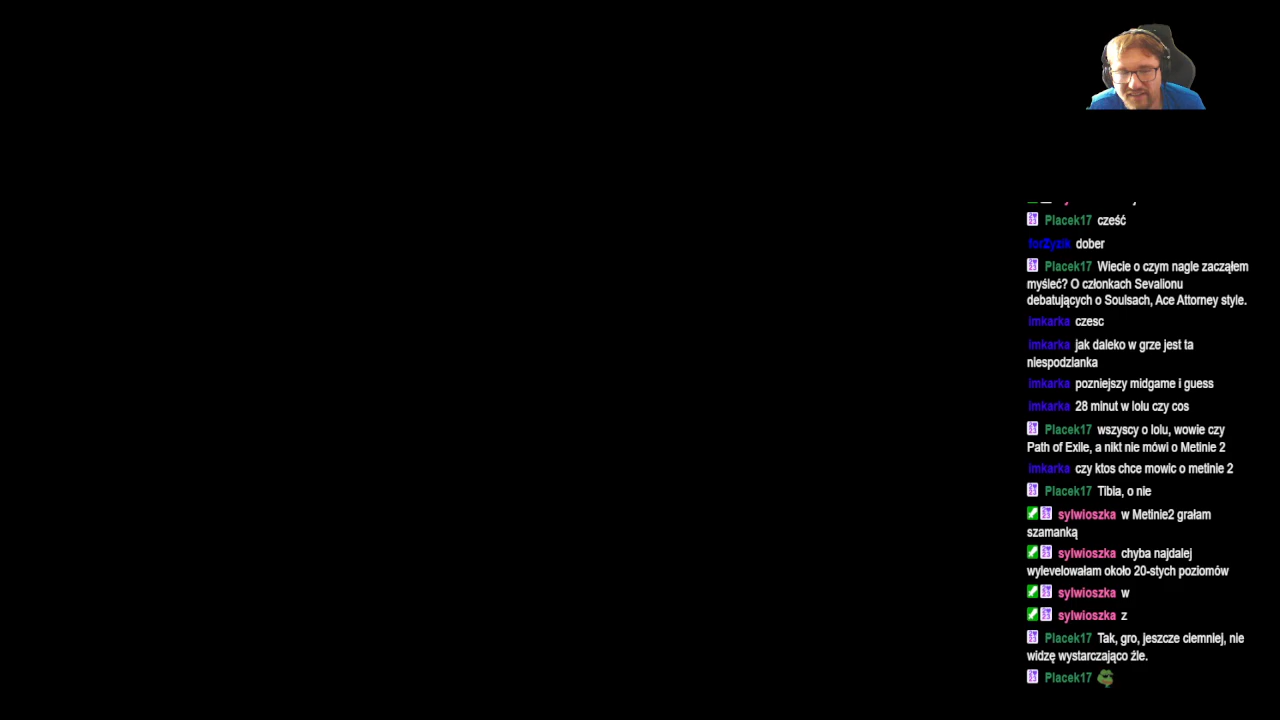 Placek17 cześć
forZyzik dober
Placek17 Wiecie o czym nagle zacząłem
myśleć? O członkach Sevalionu
debatujących o Soulsach, Ace Attorney style.
imkarka czesc
imkarka jak daleko w grze jest ta
niespodzianka
imkarka pozniejszy midgame i guess
imkarka 28 minut w lolu czy cos
Placek17 wszyscy o lolu, wowie czy
Path of Exile, a nikt nie mówi o Metinie 2
imkarka czy ktos chce mowic o metinie 2
Placek17 Tibia, o nie
sylwioszka w Metinie2 grałam
szamanką
sylwioszka chyba najdalej
wylevelowałam około 20-stych poziomów
sylwioszka w
sylwioszka z
Placek17 Tak, gro, jeszcze ciemniej, nie
widzę wystarczająco źle.
Placek17